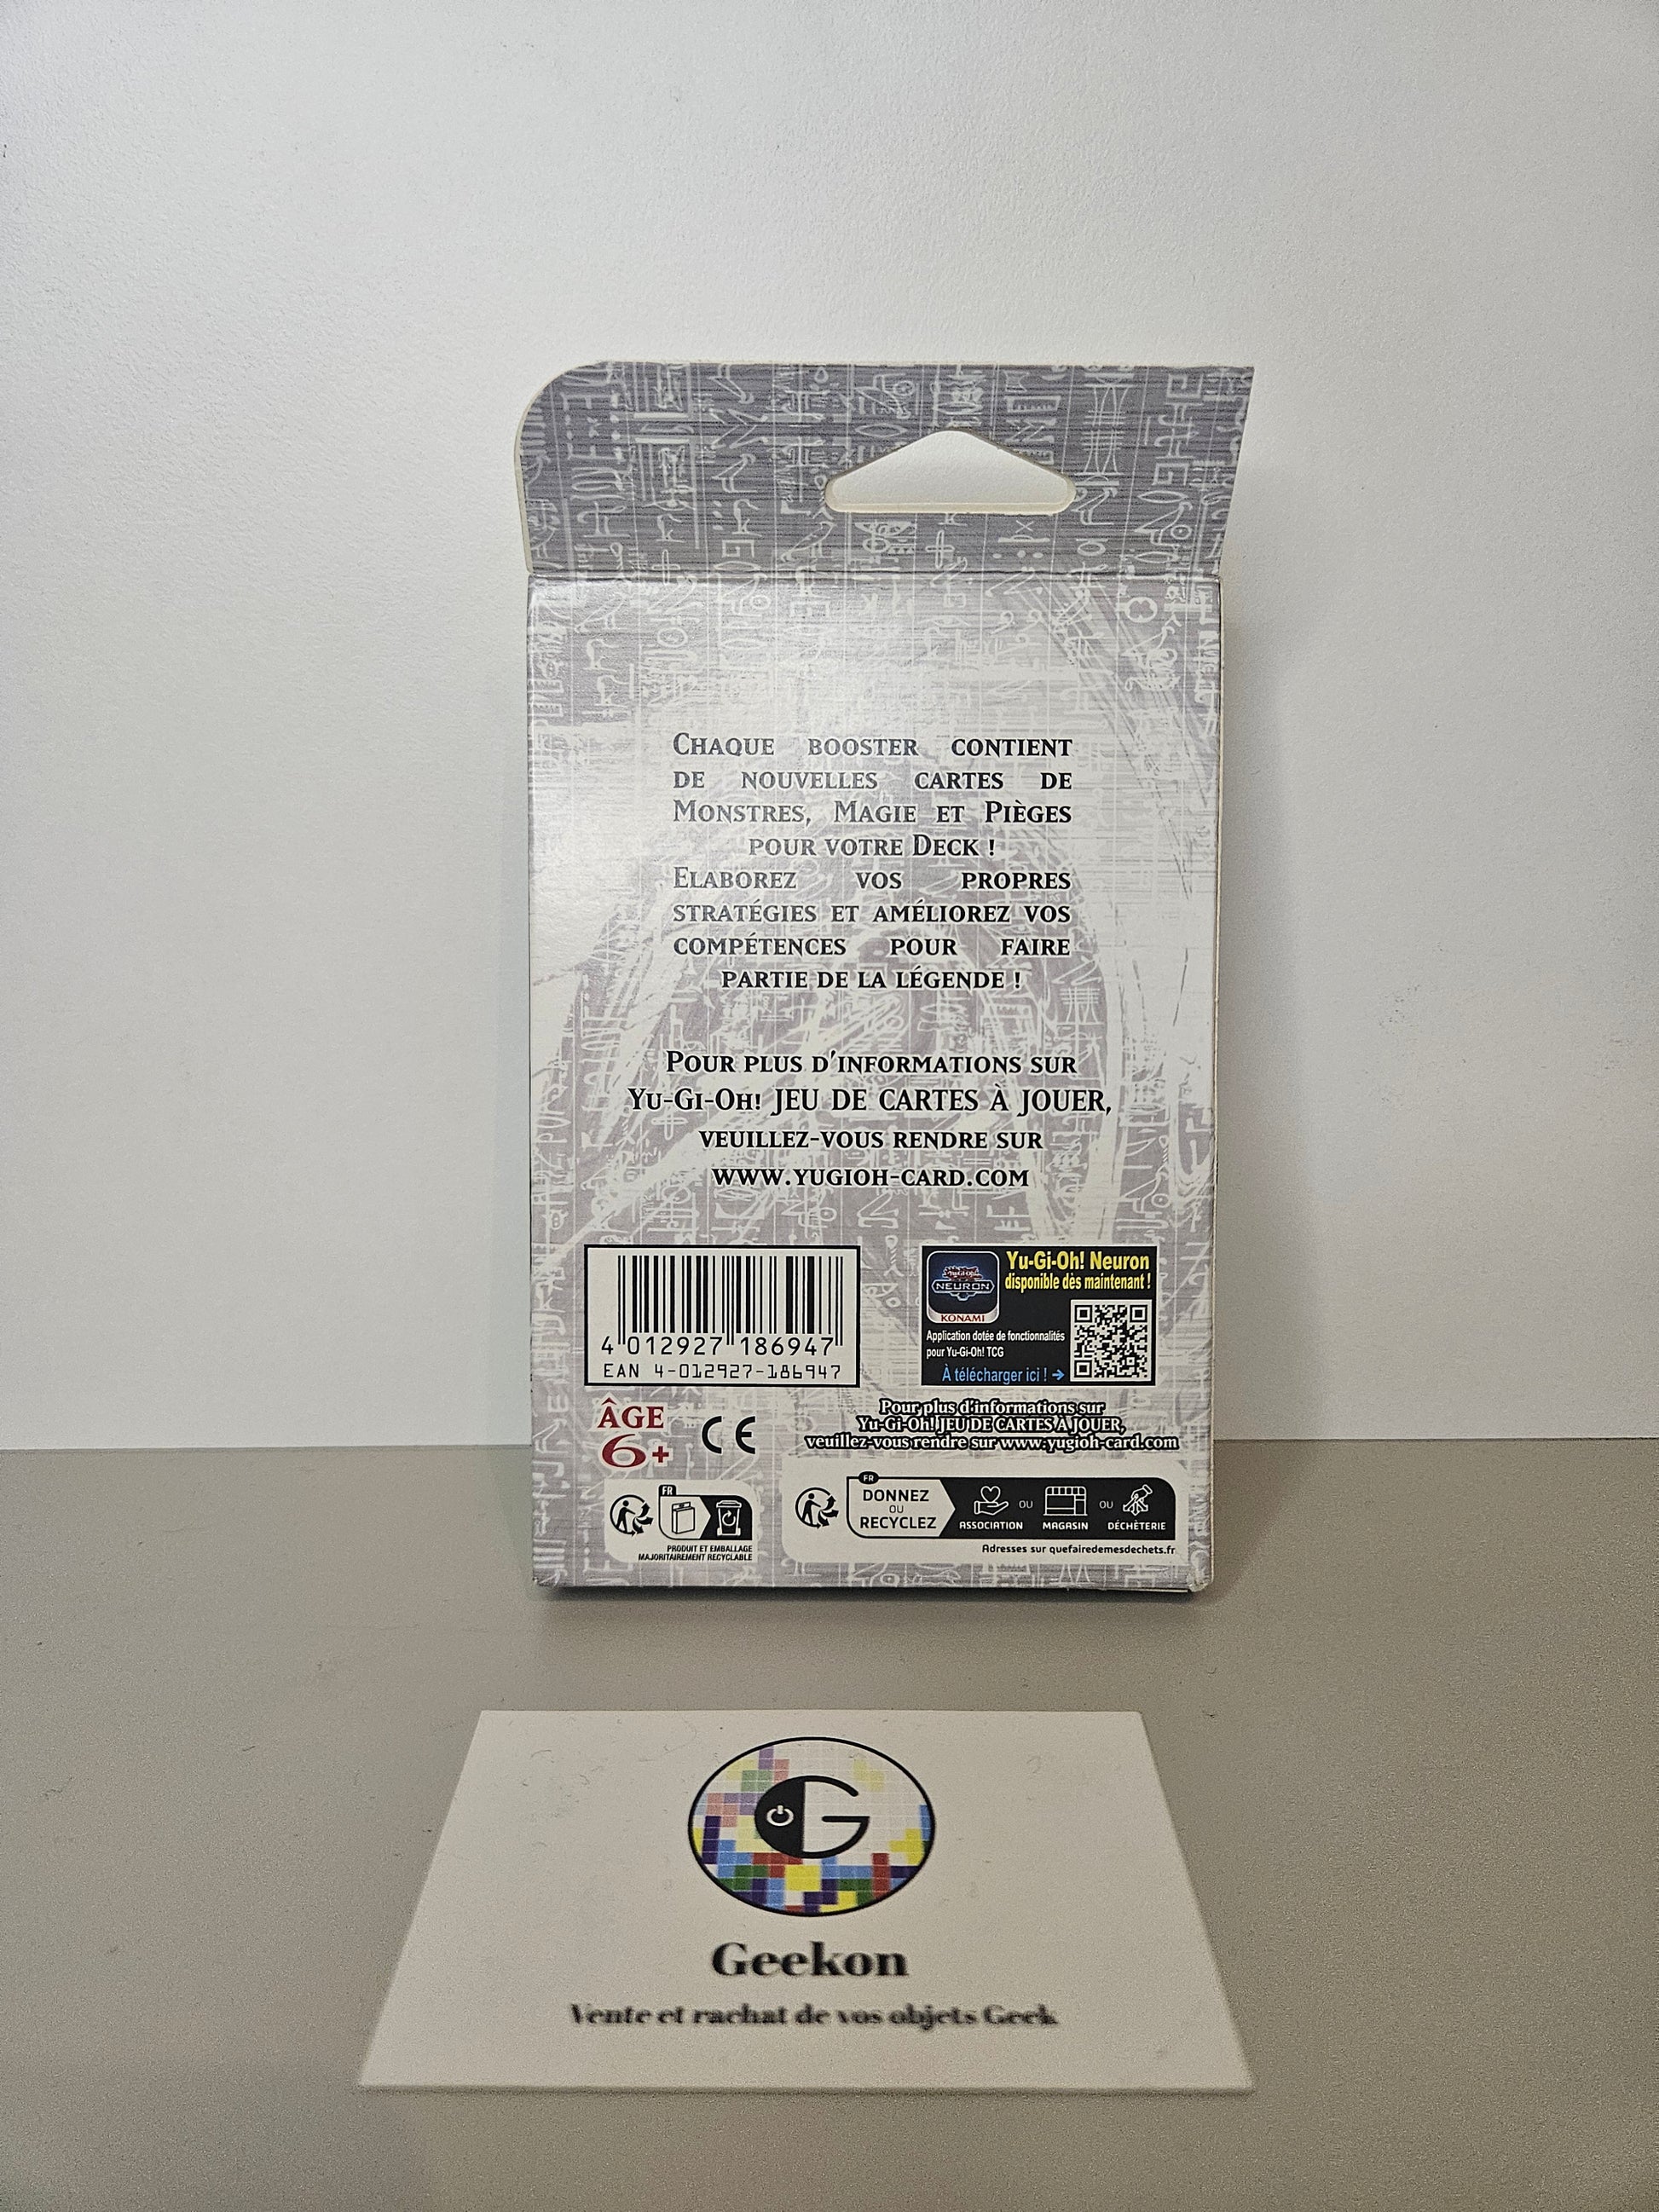 Chaque booster contient
de nouvelles cartes de
Monstres, Magie et Pièges
pour votre Deck !
Elaborez vos propres
stratégies et améliorez vos
compétences pour faire
partie de la légende !
Pour plus d'informations sur
Yu-Gi-Oh! JEU DE CARTES À JOUER,
veuillez-vous rendre sur
www.yugioh-card.com
4 012927 186947
EAN 4-012927-186947
Yu-Gi-Oh! Neuron
disponible dès maintenant !
Yu-Gi-Oh!
NEURON
KONAMI
Application dotée de fonctionnalités
pour Yu-Gi-Oh! TCG
À télécharger ici ! →
ÂGE
6+
CE
Pour plus d'informations sur
Yu-Gi-Oh! JEU DE CARTES À JOUER,
veuillez-vous rendre sur www.yugioh-card.com
FR
PRODUIT ET EMBALLAGE
MAJORITAIREMENT RECYCLABLE
FR
DONNEZ
OU
RECYCLEZ
ASSOCIATION OU MAGASIN OU DÉCHÈTERIE
Adresses sur quefairedemesdechets.fr
G
Geekon
Vente et rachat de vos objets Geek